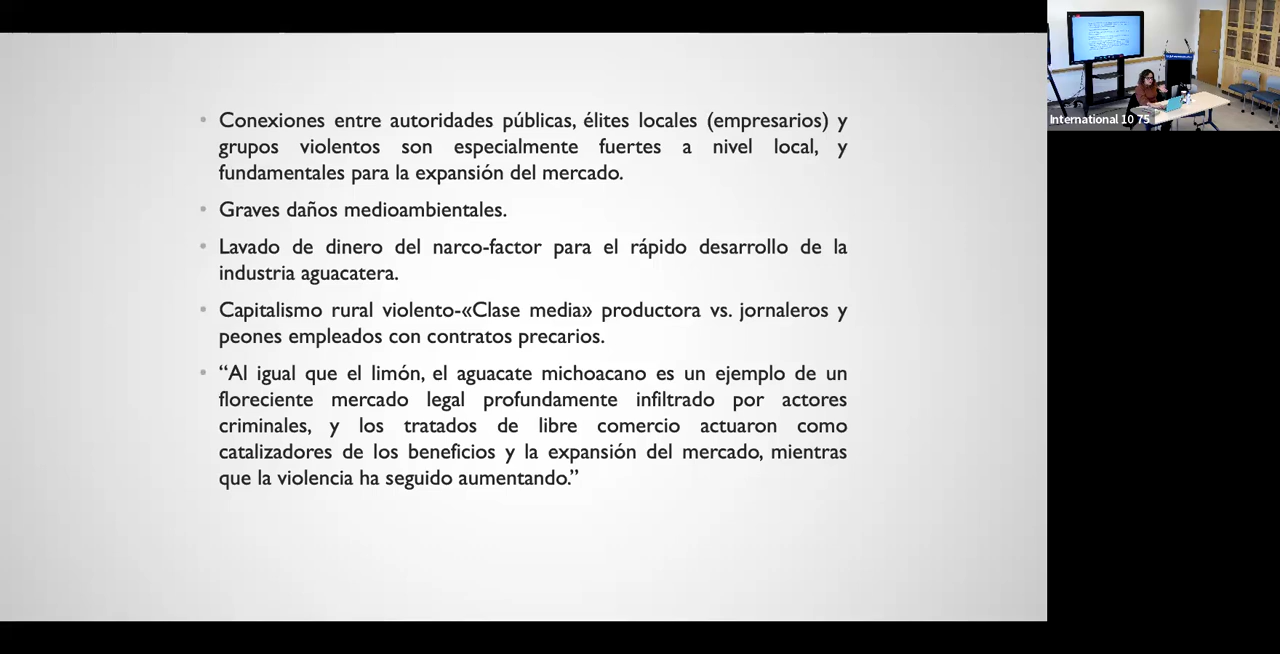 Conexiones entre autoridades públicas, élites locales (empresarios) y
grupos violentos son especialmente fuertes a nivel local, y
fundamentales para la expansión del mercado.
Graves daños medioambientales.
Lavado de dinero del narco-factor para el rápido desarrollo de la
industria aguacatera.
Capitalismo rural violento-«Clase media» productora vs. jornaleros y
peones empleados con contratos precarios.
“Al igual que el limón, el aguacate michoacano es un ejemplo de un
floreciente mercado legal profundamente infiltrado por actores
criminales, y los tratados de libre comercio actuaron como
catalizadores de los beneficios y la expansión del mercado, mientras
que la violencia ha seguido aumentando.”
International 10 75